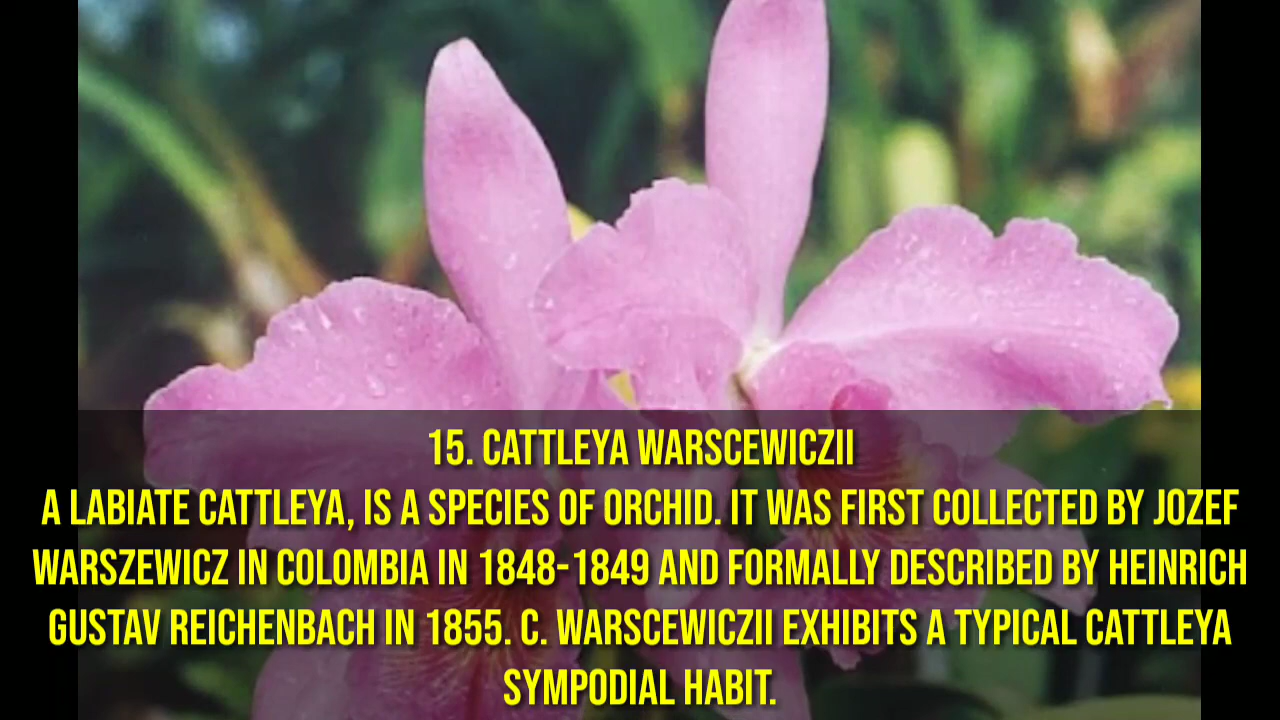 15. CATTLEYA WARSCEWICZII
A LABIATE CATTLEYA, IS A SPECIES OF ORCHID. IT WAS FIRST COLLECTED BY JOZEF
WARSZEWICZ IN COLOMBIA IN 1848-1849 AND FORMALLY DESCRIBED BY HEINRICH
GUSTAV REICHENBACH IN 1855. C. WARSCEWICZII EXHIBITS A TYPICAL CATTLEYA
SYMPODIAL HABIT.